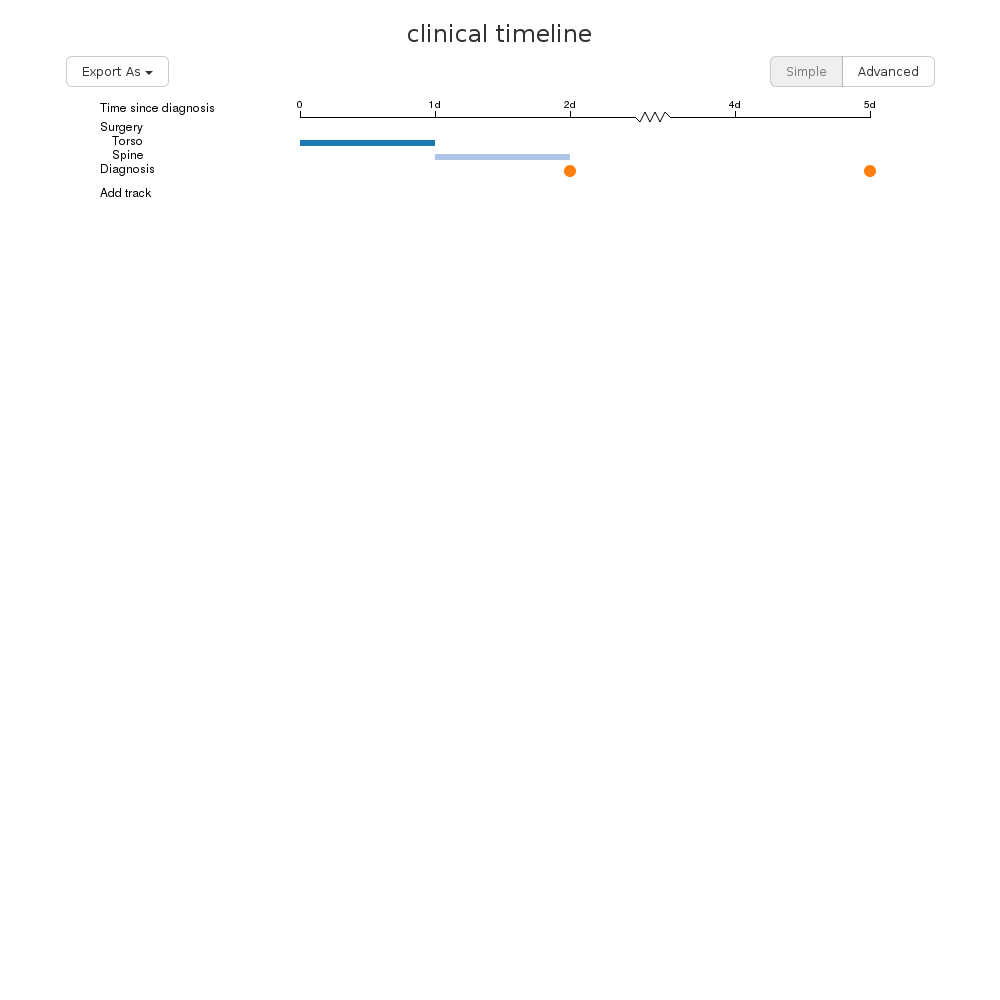 clinical timeline
Export As
Simple Advanced
Time since diagnosis 0 1d 2d 4d 5d
Surgery
Torso
Spine
Diagnosis
Add track